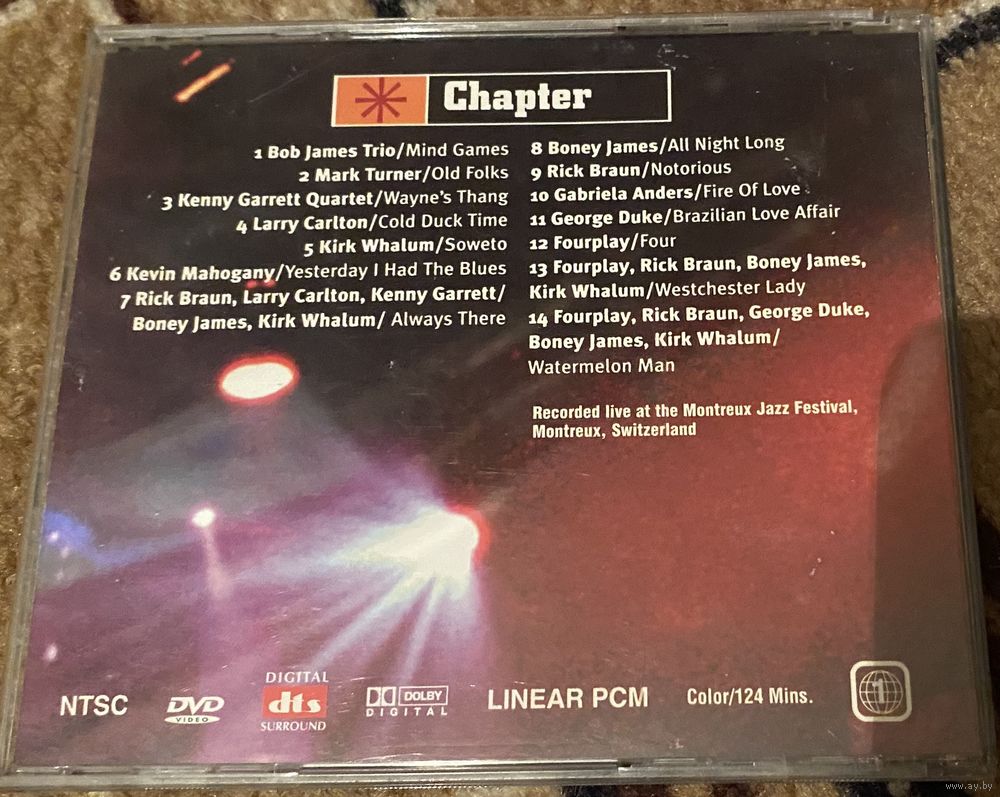 Chapter
1 Bob James Trio/Mind Games
2 Mark Turner/Old Folks
3 Kenny Garrett Quartet/Wayne's Thang
4 Larry Carlton/Cold Duck Time
5 Kirk Whalum/Soweto
6 Kevin Mahogany/Yesterday I Had The Blues
7 Rick Braun, Larry Carlton, Kenny Garrett/
Boney James, Kirk Whalum/ Always There
8 Boney James/All Night Long
9 Rick Braun/Notorious
10 Gabriela Anders/Fire Of Love
11 George Duke/Brazilian Love Affair
12 Fourplay/Four
13 Fourplay, Rick Braun, Boney James,
Kirk Whalum/Westchester Lady
14 Fourplay, Rick Braun, George Duke,
Boney James, Kirk Whalum/
Watermelon Man
Recorded live at the Montreux Jazz Festival,
Montreux, Switzerland
NTSC
DVD
VIDEO
DIGITAL
dts
SURROUND
DOLBY
DIGITAL
LINEAR PCM
Color/124 Mins.
1
www.ay.by